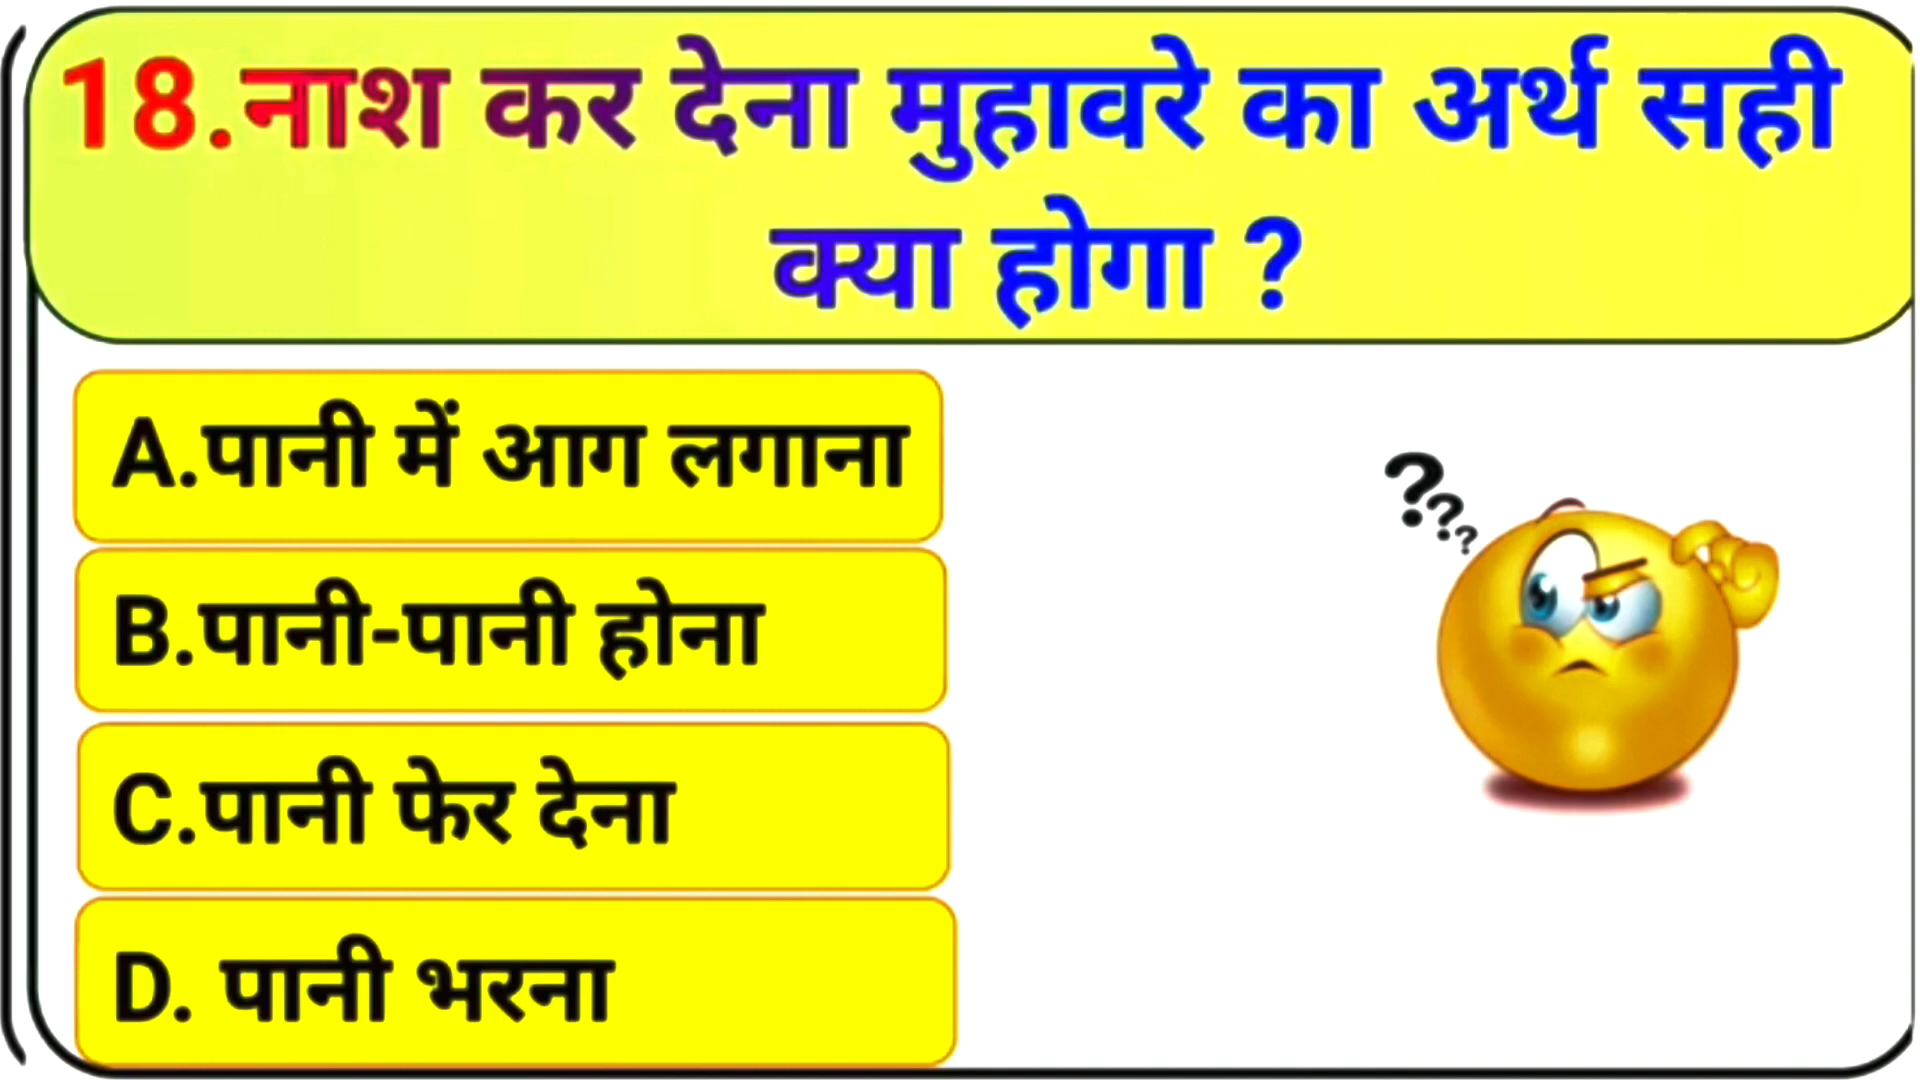 18.नाश कर देना मुहावरे का अर्थ सही
क्या होगा ?
A.पानी में आग लगाना
???
B.पानी-पानी होना
C.पानी फेर देना
D. पानी भरना